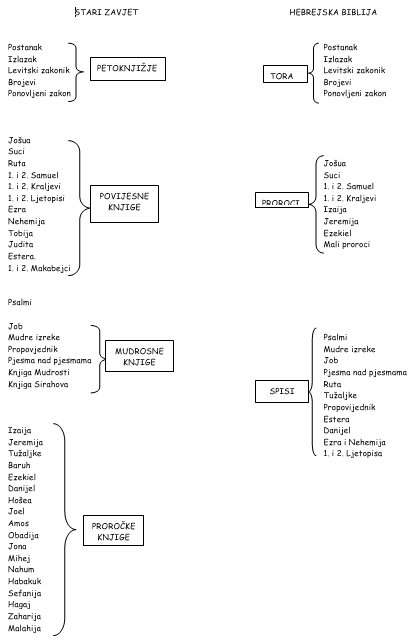 STARI ZAVJET
Postanak
Izlazak
Levitski zakonik
Brojevi
Ponovljeni zakon
PETOKNJIŽJE
Jošua
Suci
Ruta
1. i 2. Samuel
1. i 2. Kraljevi
1. i 2. Ljetopisi
Ezra
Nehemija
Tobija
Judita
Estera.
1. i 2. Makabejci
POVIJESNE
KNJIGE
Psalmi
Job
Mudre izreke
Propovjednik
Pjesma nad pjesmama
Knjiga Mudrosti
Knjiga Sirahova
MUDROSNE
KNJIGE
Izaija
Jeremija
Tužaljke
Baruh
Ezekiel
Danijel
Hošea
Joel
Amos
Obadija
Jona
Mihej
Nahum
Habakuk
Sefanija
Hagaj
Zaharija
Malahija
PROROČKE
KNJIGE
HEBREJSKA BIBLIJA
TORA
Postanak
Izlazak
Levitski zakonik
Brojevi
Ponovljeni zakon
PROROCI
Jošua
Suci
1. i 2. Samuel
1. i 2. Kraljevi
Izaija
Jeremija
Ezekiel
Mali proroci
SPISI
Psalmi
Mudre izreke
Job
Pjesma nad pjesmama
Ruta
Tužaljke
Propovijednik
Estera
Danijel
Ezra i Nehemija
1. i 2. Ljetopisa